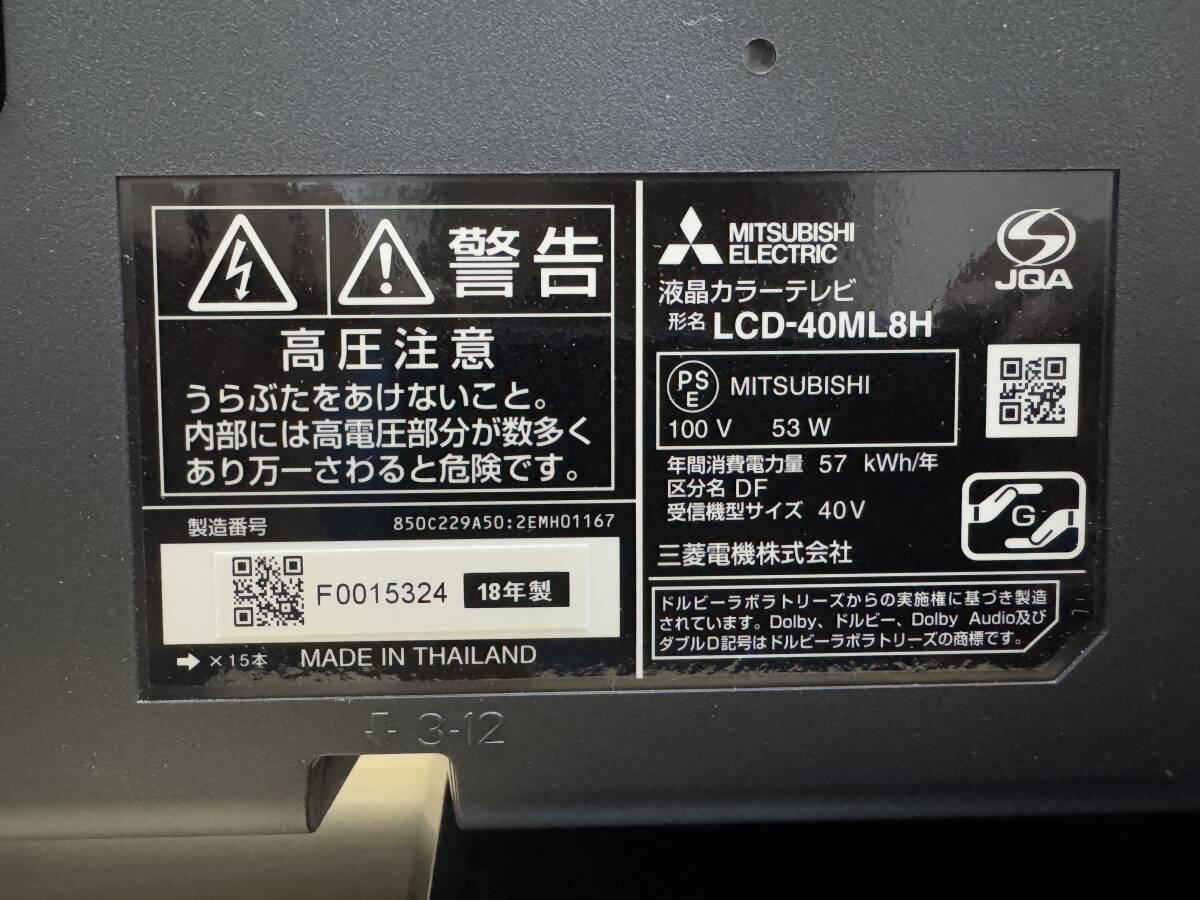 警告
高圧注意
うらぶたをあけないこと。
内部には高電圧部分が数多く
あり万一さわると危険です。
製造番号 850C229A50:2EMH01167
F0015324 18年製
➡ ×15本 MADE IN THAILAND
MITSUBISHI
ELECTRIC
JQA
液晶カラーテレビ
形名 LCD-40ML8H
PS
E
MITSUBISHI
100 V 53 W
年間消費電力量 57 kWh/年
区分名 DF
受信機型サイズ 40V
G
三菱電機株式会社
ドルビーラボラトリーズからの実施権に基づき製造
されています。Dolby、ドルビー、Dolby Audio及び
ダブルD記号はドルビーラボラトリーズの商標です。
3-12